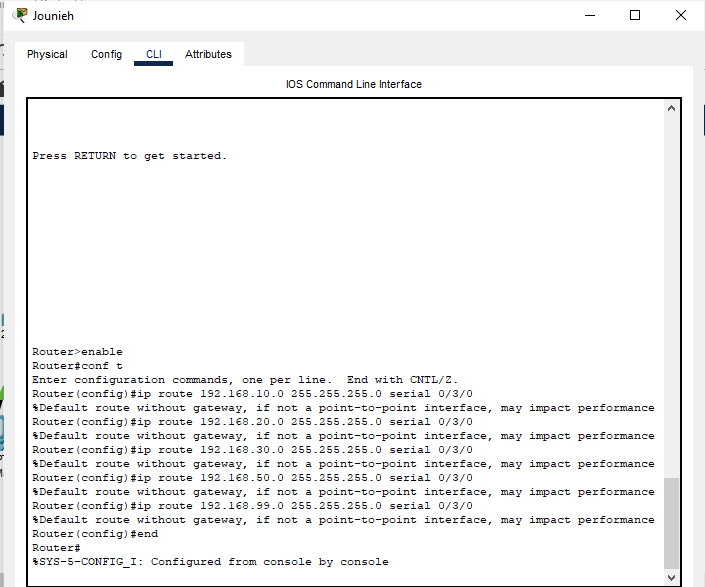 Jounieh
Physical Config CLI Attributes
IOS Command Line Interface
Press RETURN to get started.
Router>enable
Router#conf t
Enter configuration commands, one per line.  End with CNTL/Z.
Router(config)#ip route 192.168.10.0 255.255.255.0 serial 0/3/0
%Default route without gateway, if not a point-to-point interface, may impact performance
Router(config)#ip route 192.168.20.0 255.255.255.0 serial 0/3/0
%Default route without gateway, if not a point-to-point interface, may impact performance
Router(config)#ip route 192.168.30.0 255.255.255.0 serial 0/3/0
%Default route without gateway, if not a point-to-point interface, may impact performance
Router(config)#ip route 192.168.50.0 255.255.255.0 serial 0/3/0
%Default route without gateway, if not a point-to-point interface, may impact performance
Router(config)#ip route 192.168.99.0 255.255.255.0 serial 0/3/0
%Default route without gateway, if not a point-to-point interface, may impact performance
Router(config)#end
Router#
%SYS-5-CONFIG_I: Configured from console by console